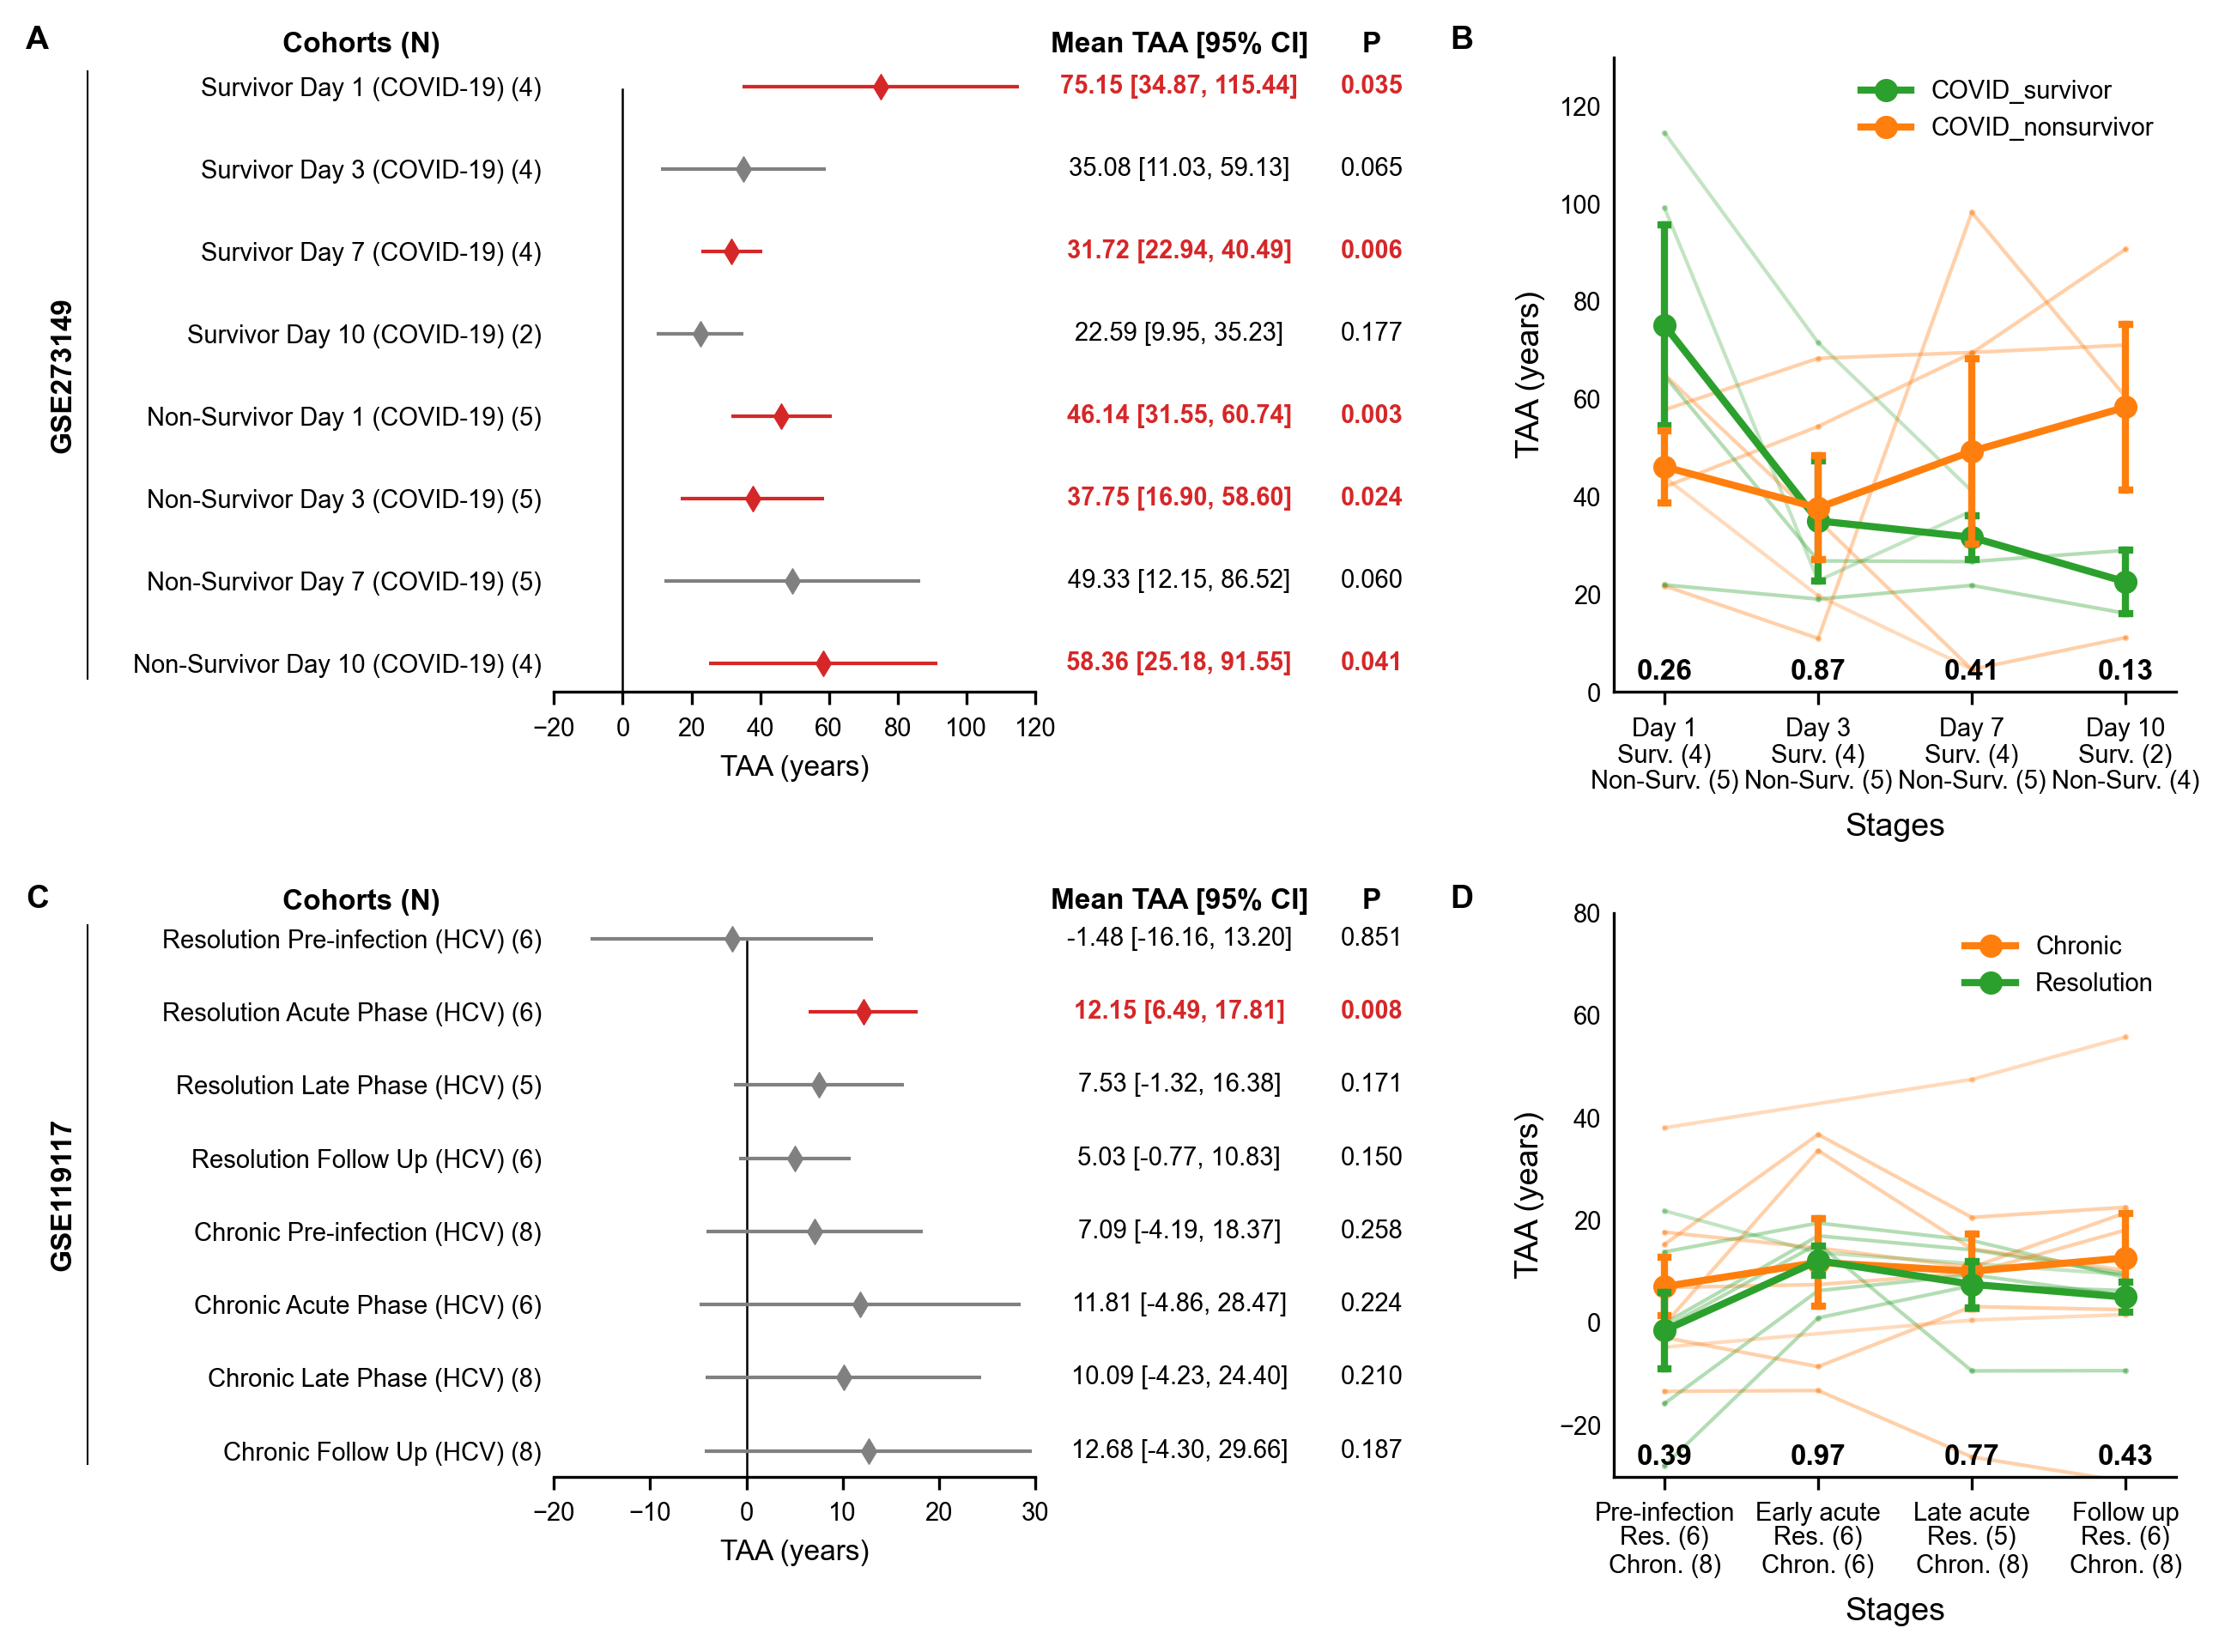 A
Cohorts (N)
Mean TAA [95% CI]
P
GSE273149
Survivor Day 1 (COVID-19) (4) 75.15 [34.87, 115.44] 0.035
Survivor Day 3 (COVID-19) (4) 35.08 [11.03, 59.13] 0.065
Survivor Day 7 (COVID-19) (4) 31.72 [22.94, 40.49] 0.006
Survivor Day 10 (COVID-19) (2) 22.59 [9.95, 35.23] 0.177
Non-Survivor Day 1 (COVID-19) (5) 46.14 [31.55, 60.74] 0.003
Non-Survivor Day 3 (COVID-19) (5) 37.75 [16.90, 58.60] 0.024
Non-Survivor Day 7 (COVID-19) (5) 49.33 [12.15, 86.52] 0.060
Non-Survivor Day 10 (COVID-19) (4) 58.36 [25.18, 91.55] 0.041
−20 0 20 40 60 80 100 120
TAA (years)
B
COVID_survivor
COVID_nonsurvivor
TAA (years)
120
100
80
60
40
20
0
0.26 0.87 0.41 0.13
Day 1 Day 3 Day 7 Day 10
Surv. (4) Surv. (4) Surv. (4) Surv. (2)
Non-Surv. (5) Non-Surv. (5) Non-Surv. (5) Non-Surv. (4)
Stages
C
Cohorts (N)
Mean TAA [95% CI]
P
GSE119117
Resolution Pre-infection (HCV) (6) -1.48 [-16.16, 13.20] 0.851
Resolution Acute Phase (HCV) (6) 12.15 [6.49, 17.81] 0.008
Resolution Late Phase (HCV) (5) 7.53 [-1.32, 16.38] 0.171
Resolution Follow Up (HCV) (6) 5.03 [-0.77, 10.83] 0.150
Chronic Pre-infection (HCV) (8) 7.09 [-4.19, 18.37] 0.258
Chronic Acute Phase (HCV) (6) 11.81 [-4.86, 28.47] 0.224
Chronic Late Phase (HCV) (8) 10.09 [-4.23, 24.40] 0.210
Chronic Follow Up (HCV) (8) 12.68 [-4.30, 29.66] 0.187
−20 −10 0 10 20 30
TAA (years)
D
Chronic
Resolution
TAA (years)
80
60
40
20
0
−20
0.39 0.97 0.77 0.43
Pre-infection Early acute Late acute Follow up
Res. (6) Res. (6) Res. (5) Res. (6)
Chron. (8) Chron. (6) Chron. (8) Chron. (8)
Stages